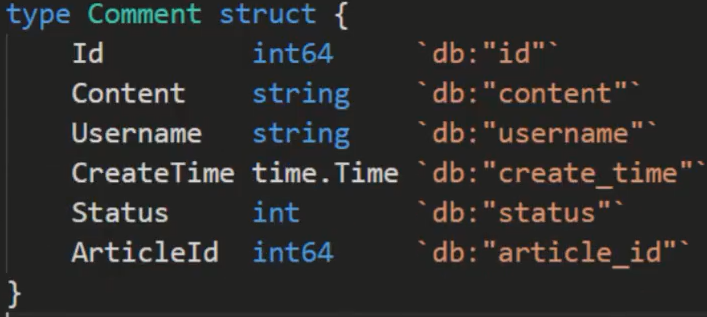 type Comment struct {
    Id         int64     `db:"id"`
    Content    string    `db:"content"`
    Username   string    `db:"username"`
    CreateTime time.Time `db:"create_time"`
    Status     int       `db:"status"`
    ArticleId  int64     `db:"article_id"`
}